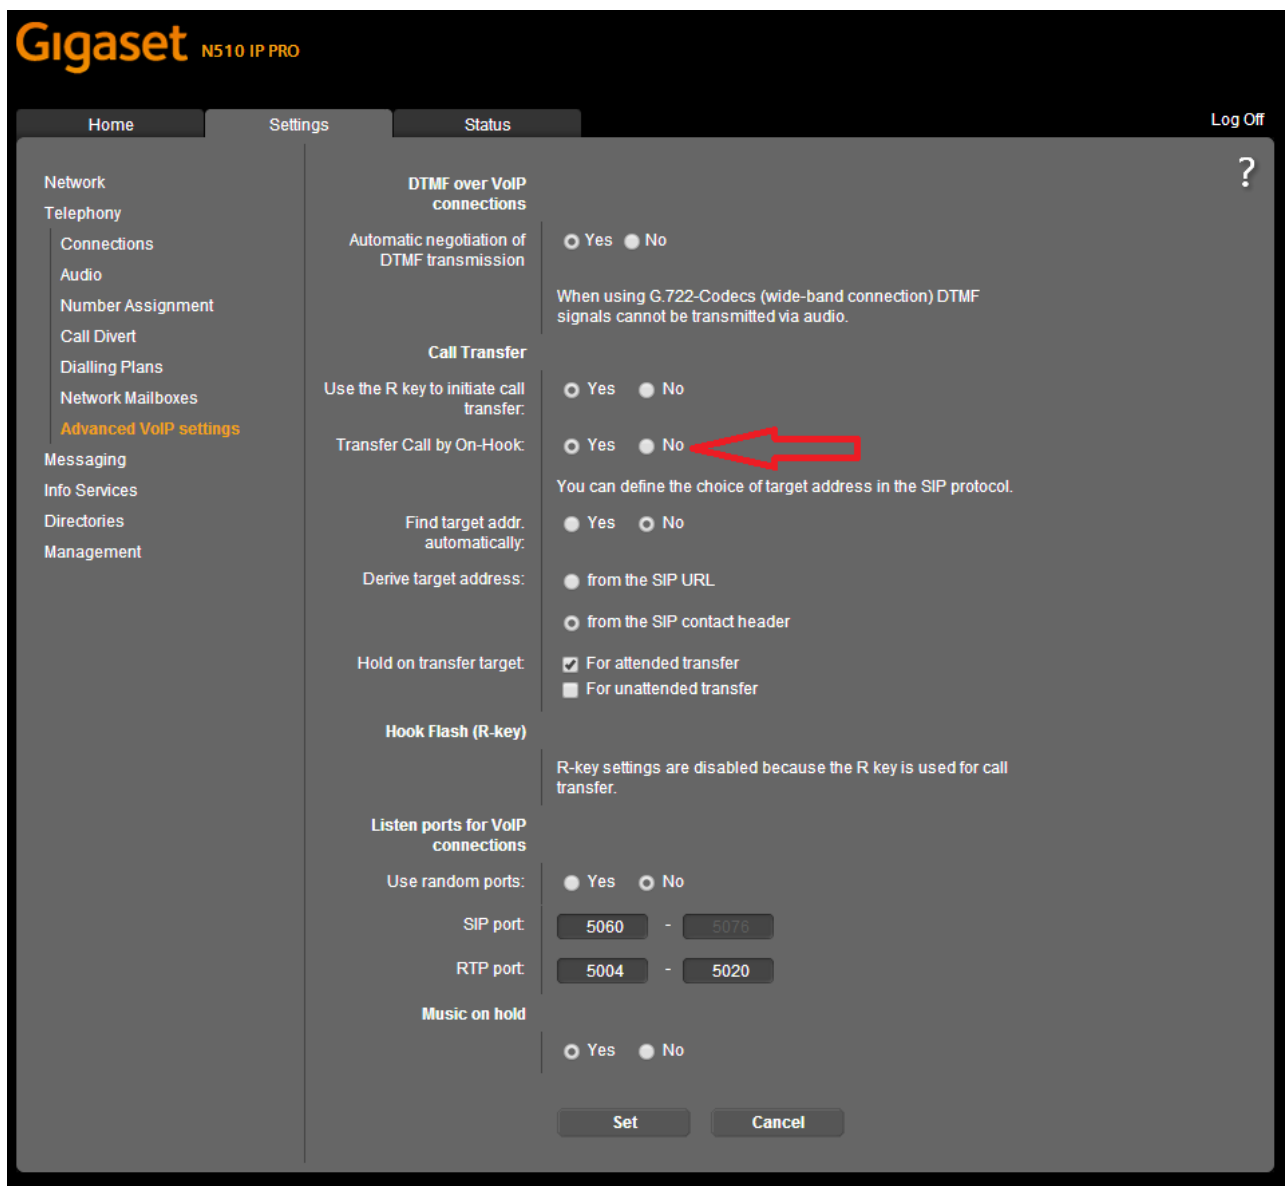 Gigaset N510 IP PRO
Home Settings Status Log Off
?
Network
Telephony
Connections
Audio
Number Assignment
Call Divert
Dialling Plans
Network Mailboxes
Advanced VoIP settings
Messaging
Info Services
Directories
Management
DTMF over VoIP
connections
Automatic negotiation of
DTMF transmission
Yes No
When using G.722-Codecs (wide-band connection) DTMF
signals cannot be transmitted via audio.
Call Transfer
Use the R key to initiate call
transfer:
Yes No
Transfer Call by On-Hook: Yes No
You can define the choice of target address in the SIP protocol.
Find target addr.
automatically:
Yes No
Derive target address: from the SIP URL
from the SIP contact header
Hold on transfer target: For attended transfer
For unattended transfer
Hook Flash (R-key)
R-key settings are disabled because the R key is used for call
transfer.
Listen ports for VoIP
connections
Use random ports: Yes No
SIP port: 5060 - 5076
RTP port: 5004 - 5020
Music on hold
Yes No
Set Cancel